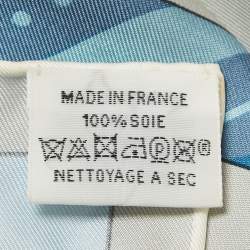 MADE IN FRANCE
100% SOIE
NETTOYAGE A SEC